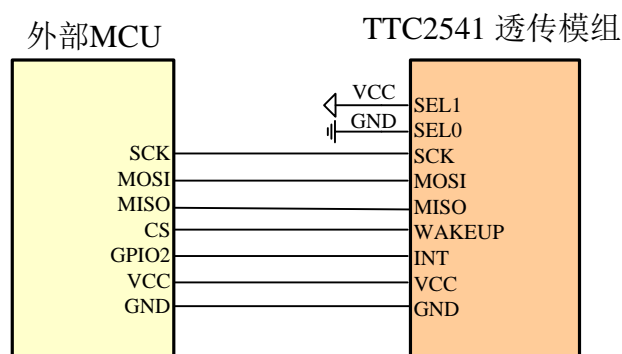 外部MCU
TTC2541 透传模组
VCC
SEL1
GND
SEL0
SCK
SCK
MOSI
MOSI
MISO
MISO
CS
WAKEUP
GPIO2
INT
VCC
VCC
GND
GND